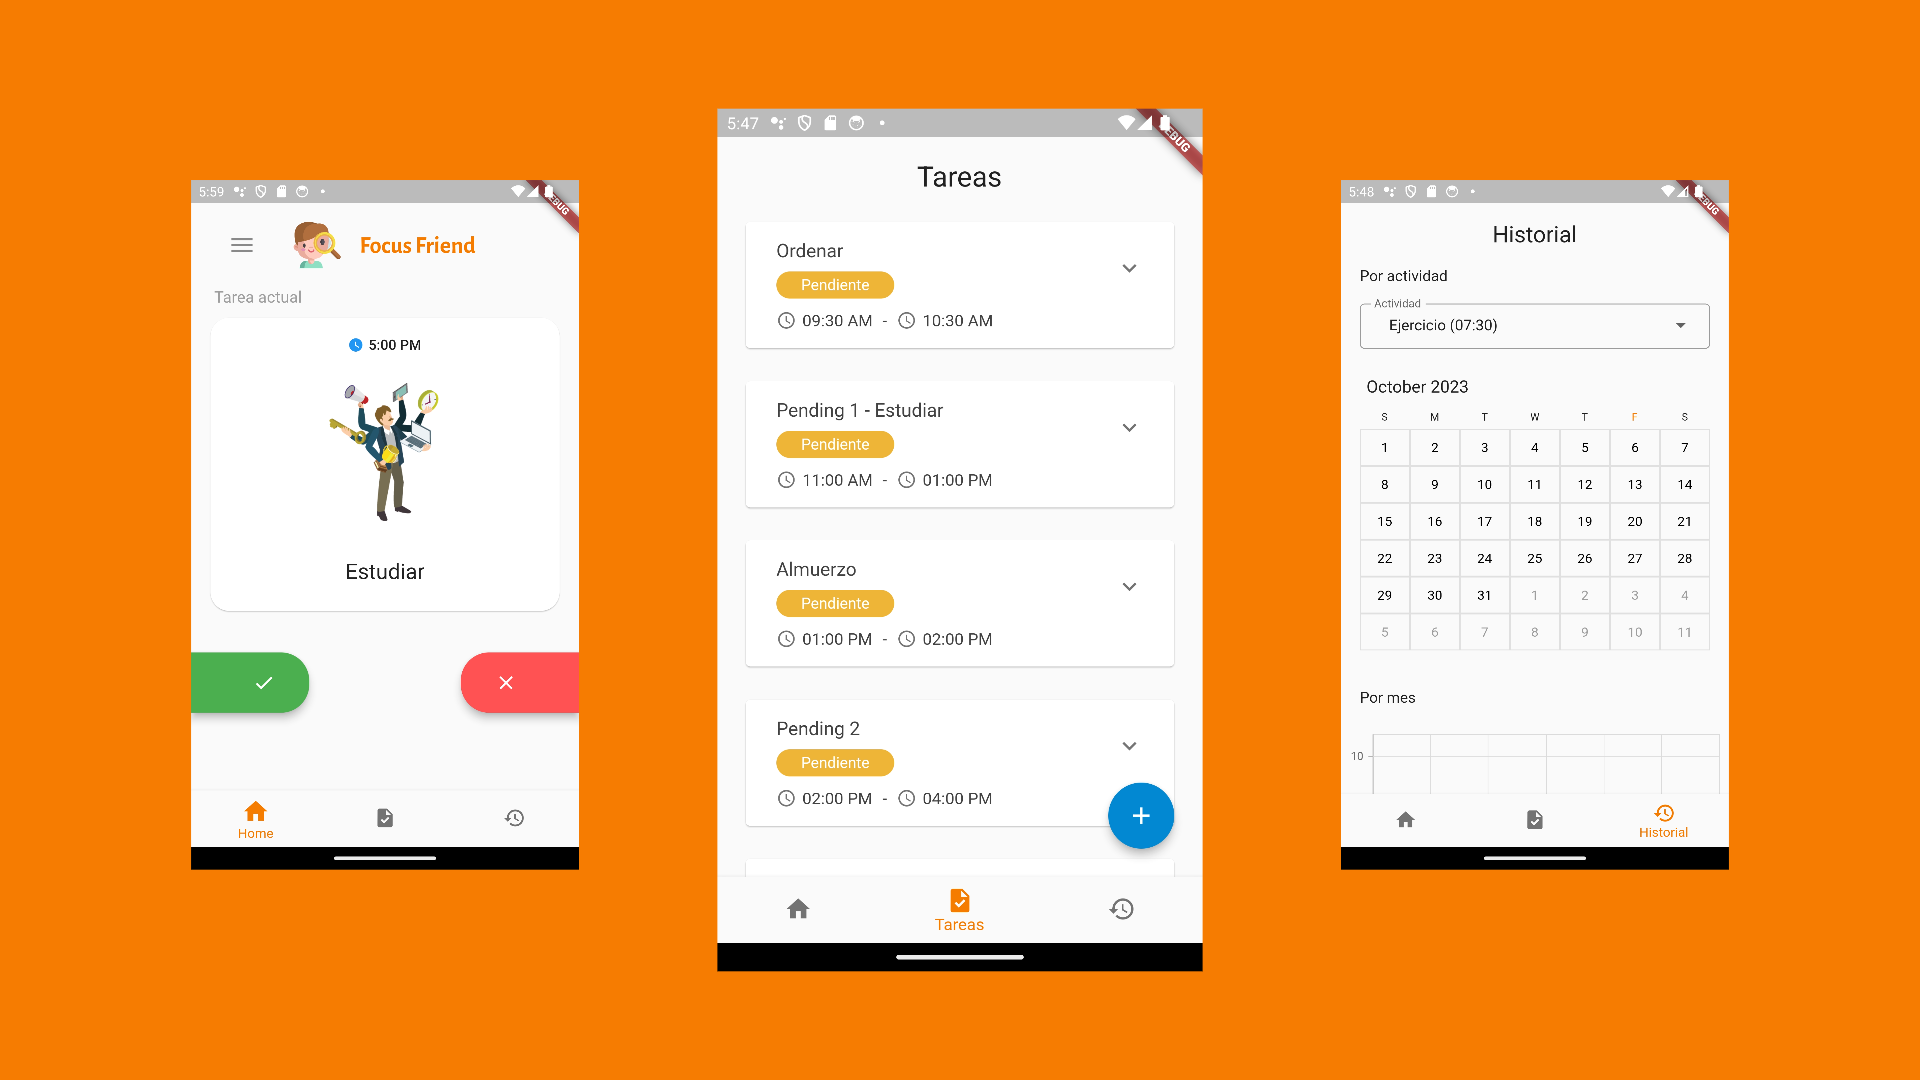 5:59
EBUG
Focus Friend
Tarea actual
5:00 PM
Estudiar
Home
5:47
EBUG
Tareas
Ordenar
Pendiente
09:30 AM - 10:30 AM
Pending 1 - Estudiar
Pendiente
11:00 AM - 01:00 PM
Almuerzo
Pendiente
01:00 PM - 02:00 PM
Pending 2
Pendiente
02:00 PM - 04:00 PM
Tareas
5:48
EBUG
Historial
Por actividad
Actividad
Ejercicio (07:30)
October 2023
S M T W T F S
1 2 3 4 5 6 7
8 9 10 11 12 13 14
15 16 17 18 19 20 21
22 23 24 25 26 27 28
29 30 31 1 2 3 4
5 6 7 8 9 10 11
Por mes
10
Historial